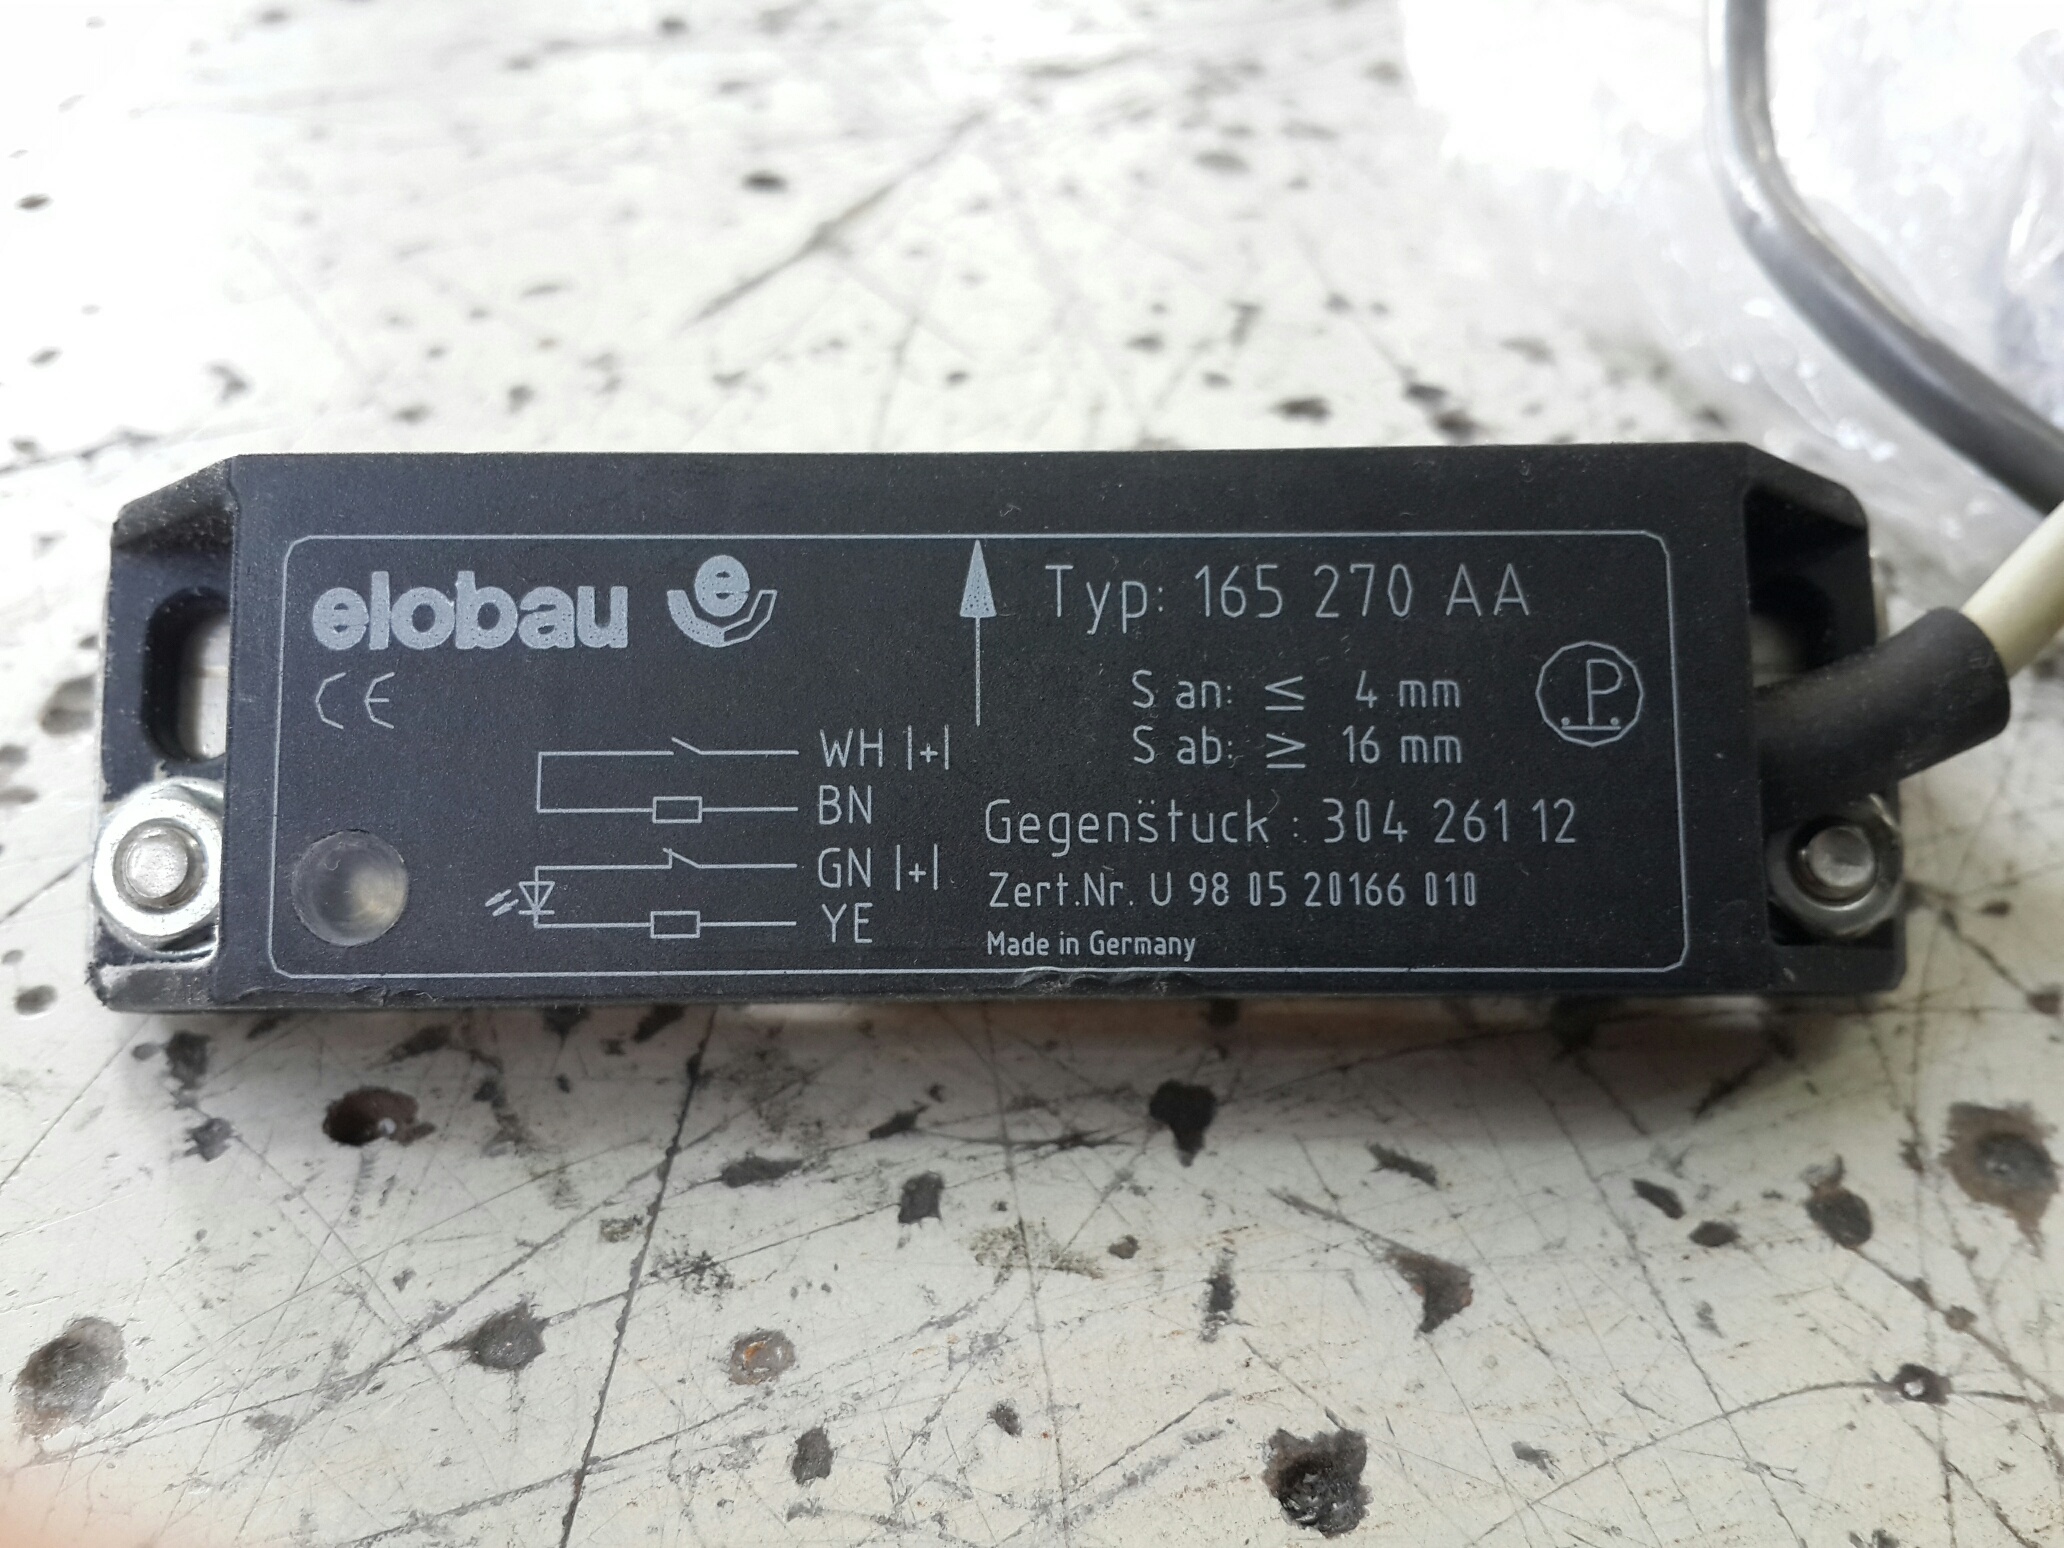 elobau e
CE
Typ: 165 270 AA
S an: ≤ 4 mm
S ab: ≥ 16 mm
P
WH |+|
BN
GN |+|
YE
Gegenstuck : 304 261 12
Zert.Nr. U 98 05 20166 010
Made in Germany